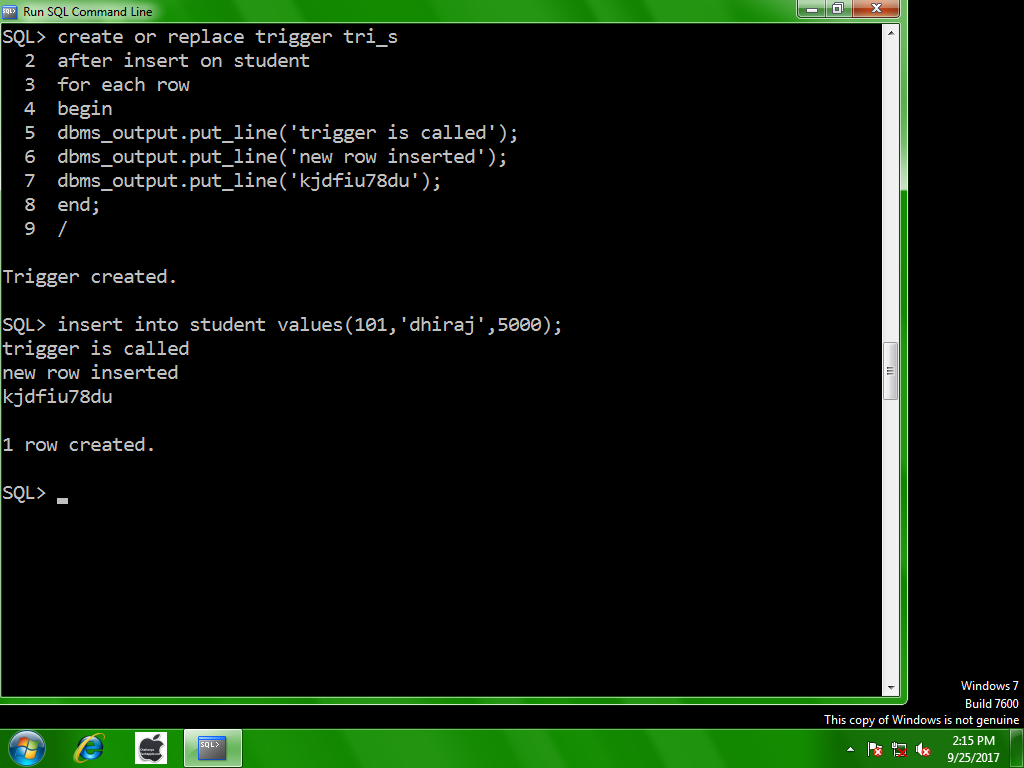 Run SQL Command Line
SQL> create or replace trigger tri_s
  2  after insert on student
  3  for each row
  4  begin
  5  dbms_output.put_line('trigger is called');
  6  dbms_output.put_line('new row inserted');
  7  dbms_output.put_line('kjdfiu78du');
  8  end;
  9  /
Trigger created.
SQL> insert into student values(101,'dhiraj',5000);
trigger is called
new row inserted
kjdfiu78du
1 row created.
SQL> _
Windows 7
Build 7600
This copy of Windows is not genuine
SQL>
2:15 PM
9/25/2017